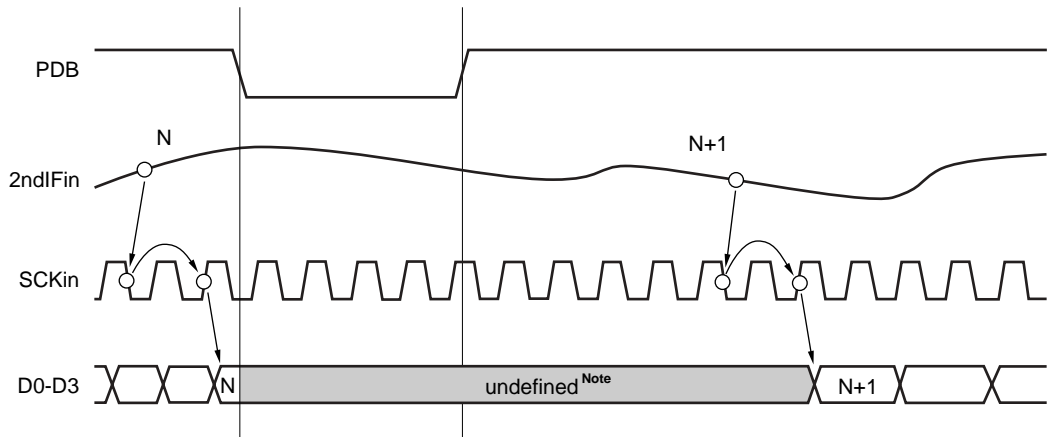 PDB
N
N+1
2ndIFin
SCKin
D0-D3
N
undefined Note
N+1